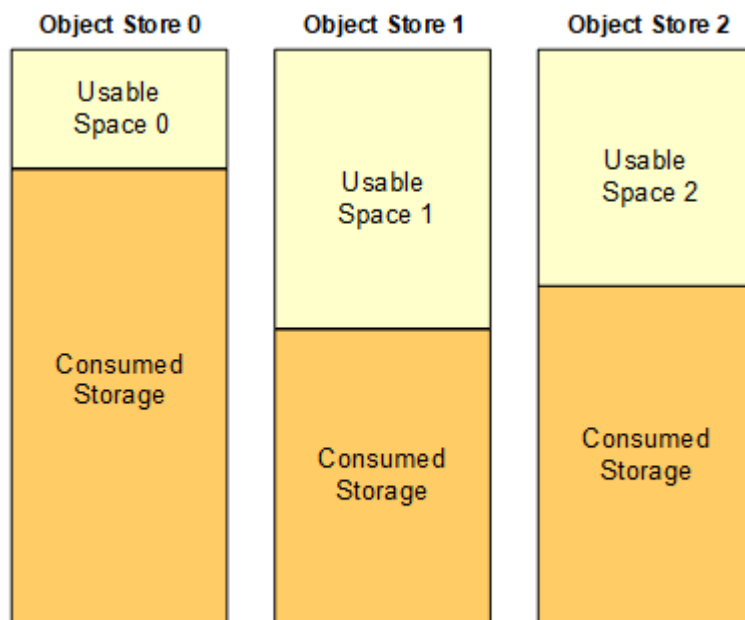 Object Store 0
Object Store 1
Object Store 2
Usable
Space 0
Usable
Space 1
Usable
Space 2
Consumed
Storage
Consumed
Storage
Consumed
Storage